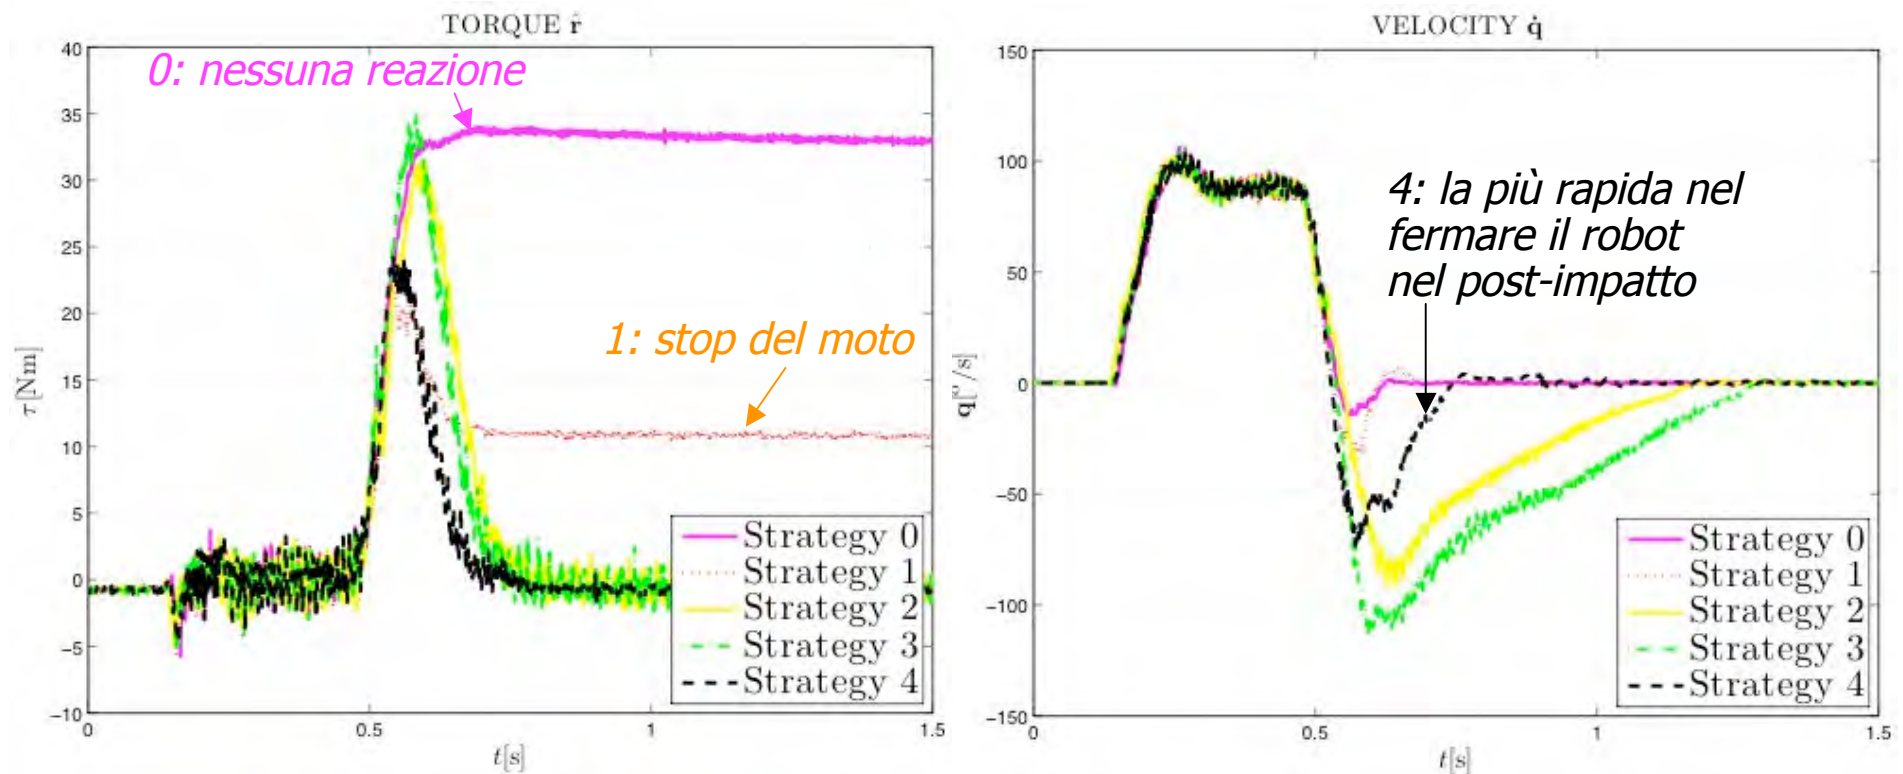 TORQUE r̂
40
35
30
25
20
15
10
5
0
−5
−10
τ[Nm]
0: nessuna reazione
1: stop del moto
Strategy 0
Strategy 1
Strategy 2
Strategy 3
Strategy 4
0
0.5
1
1.5
t[s]
VELOCITY q̇
150
100
50
0
−50
−100
−150
q̇[°/s]
4: la più rapida nel
fermare il robot
nel post-impatto
Strategy 0
Strategy 1
Strategy 2
Strategy 3
Strategy 4
0
0.5
1
1.5
t[s]